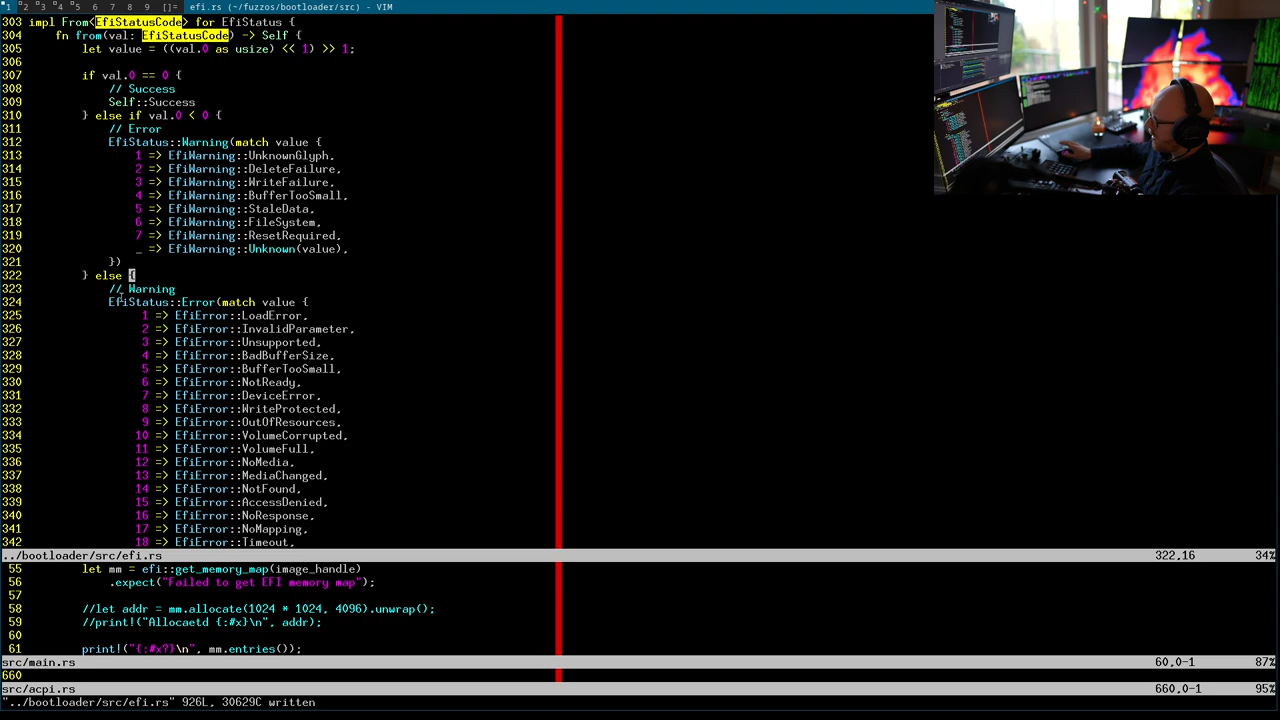 1 2 3 4 5 6 7 8 9 []= efi.rs (~/fuzzos/bootloader/src) - VIM
303 impl From<EfiStatusCode> for EfiStatus {
304     fn from(val: EfiStatusCode) -> Self {
305         let value = ((val.0 as usize) << 1) >> 1;
306
307         if val.0 == 0 {
308             // Success
309             Self::Success
310         } else if val.0 < 0 {
311             // Error
312             EfiStatus::Warning(match value {
313                 1 => EfiWarning::UnknownGlyph,
314                 2 => EfiWarning::DeleteFailure,
315                 3 => EfiWarning::WriteFailure,
316                 4 => EfiWarning::BufferTooSmall,
317                 5 => EfiWarning::StaleData,
318                 6 => EfiWarning::FileSystem,
319                 7 => EfiWarning::ResetRequired,
320                 _ => EfiWarning::Unknown(value),
321             })
322         } else {
323             // Warning
324             EfiStatus::Error(match value {
325                  1 => EfiError::LoadError,
326                  2 => EfiError::InvalidParameter,
327                  3 => EfiError::Unsupported,
328                  4 => EfiError::BadBufferSize,
329                  5 => EfiError::BufferTooSmall,
330                  6 => EfiError::NotReady,
331                  7 => EfiError::DeviceError,
332                  8 => EfiError::WriteProtected,
333                  9 => EfiError::OutOfResources,
334                 10 => EfiError::VolumeCorrupted,
335                 11 => EfiError::VolumeFull,
336                 12 => EfiError::NoMedia,
337                 13 => EfiError::MediaChanged,
338                 14 => EfiError::NotFound,
339                 15 => EfiError::AccessDenied,
340                 16 => EfiError::NoResponse,
341                 17 => EfiError::NoMapping,
342                 18 => EfiError::Timeout,
../bootloader/src/efi.rs 322,16 34%
55         let mm = efi::get_memory_map(image_handle)
56             .expect("Failed to get EFI memory map");
57
58         //let addr = mm.allocate(1024 * 1024, 4096).unwrap();
59         //print!("Allocaetd {:#x}\n", addr);
60
61         print!("{:#x?}\n", mm.entries());
src/main.rs 60,0-1 87%
660
src/acpi.rs 660,0-1 95%
"../bootloader/src/efi.rs" 926L, 30629C written